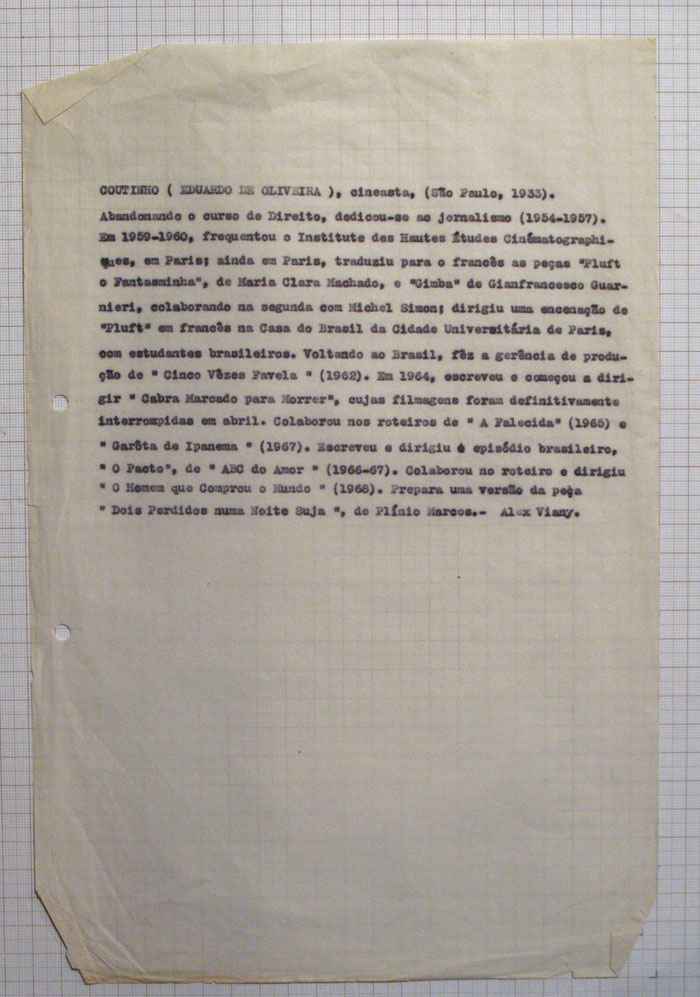 COUTINHO ( EDUARDO DE OLIVEIRA ), cineasta, (São Paulo, 1933).
Abandonando o curso de Direito, dedicou-se ao jornalismo (1954-1957).
Em 1959-1960, frequentou o Institute des Hautes Études Cinématographi-
ques, em Paris; ainda em Paris, traduziu para o francês as peças "Pluft
o Fantasminha", de Maria Clara Machado, e "Gimba" de Gianfrancesco Guar-
nieri, colaborando na segunda com Michel Simon; dirigiu uma encenação de
"Pluft" em francês na Casa do Brasil da Cidade Universitária de Paris,
com estudantes brasileiros. Voltando ao Brasil, fêz a gerência de produ-
ção de " Cinco Vêzes Favela " (1962). Em 1964, escreveu e começou a diri-
gir " Cabra Marcado para Morrer", cujas filmagens foram definitivamente
interrompidas em abril. Colaborou nos roteiros de " A Falecida" (1965) e
" Garôta de Ipanema " (1967). Escreveu e dirigiu o episódio brasileiro,
" O Pacto", de " ABC do Amor " (1966-67). Colaborou no roteiro e dirigiu
" O Homem que Comprou o Mundo " (1968). Prepara uma versão da peça
" Dois Perdidos numa Noite Suja ", de Plínio Marcos.- Alex Viany.